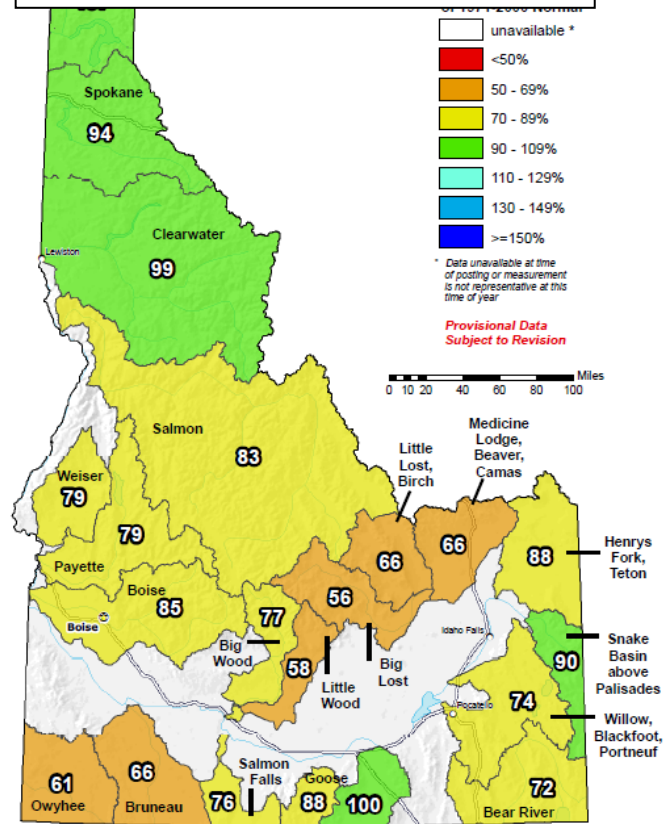 of 1971-2000 Normal
unavailable *
<50%
50 - 69%
70 - 89%
90 - 109%
110 - 129%
130 - 149%
>=150%
* Data unavailable at time
of posting or measurement
is not representative at this
time of year
Provisional Data
Subject to Revision
Miles
0 10 20 40 60 80 100
Spokane
94
Clearwater
99
Lewiston
Salmon
83
Weiser
79
79
Payette
Boise
85
Boise
77
Big
Wood
58
Little
Wood
56
Big
Lost
Little
Lost,
Birch
66
Medicine
Lodge,
Beaver,
Camas
66
88
Henrys
Fork,
Teton
Idaho Falls
90
Snake
Basin
above
Palisades
74
Pocatello
Willow,
Blackfoot,
Portneuf
61
Owyhee
66
Bruneau
Salmon
Falls
76
Goose
88
100
72
Bear River